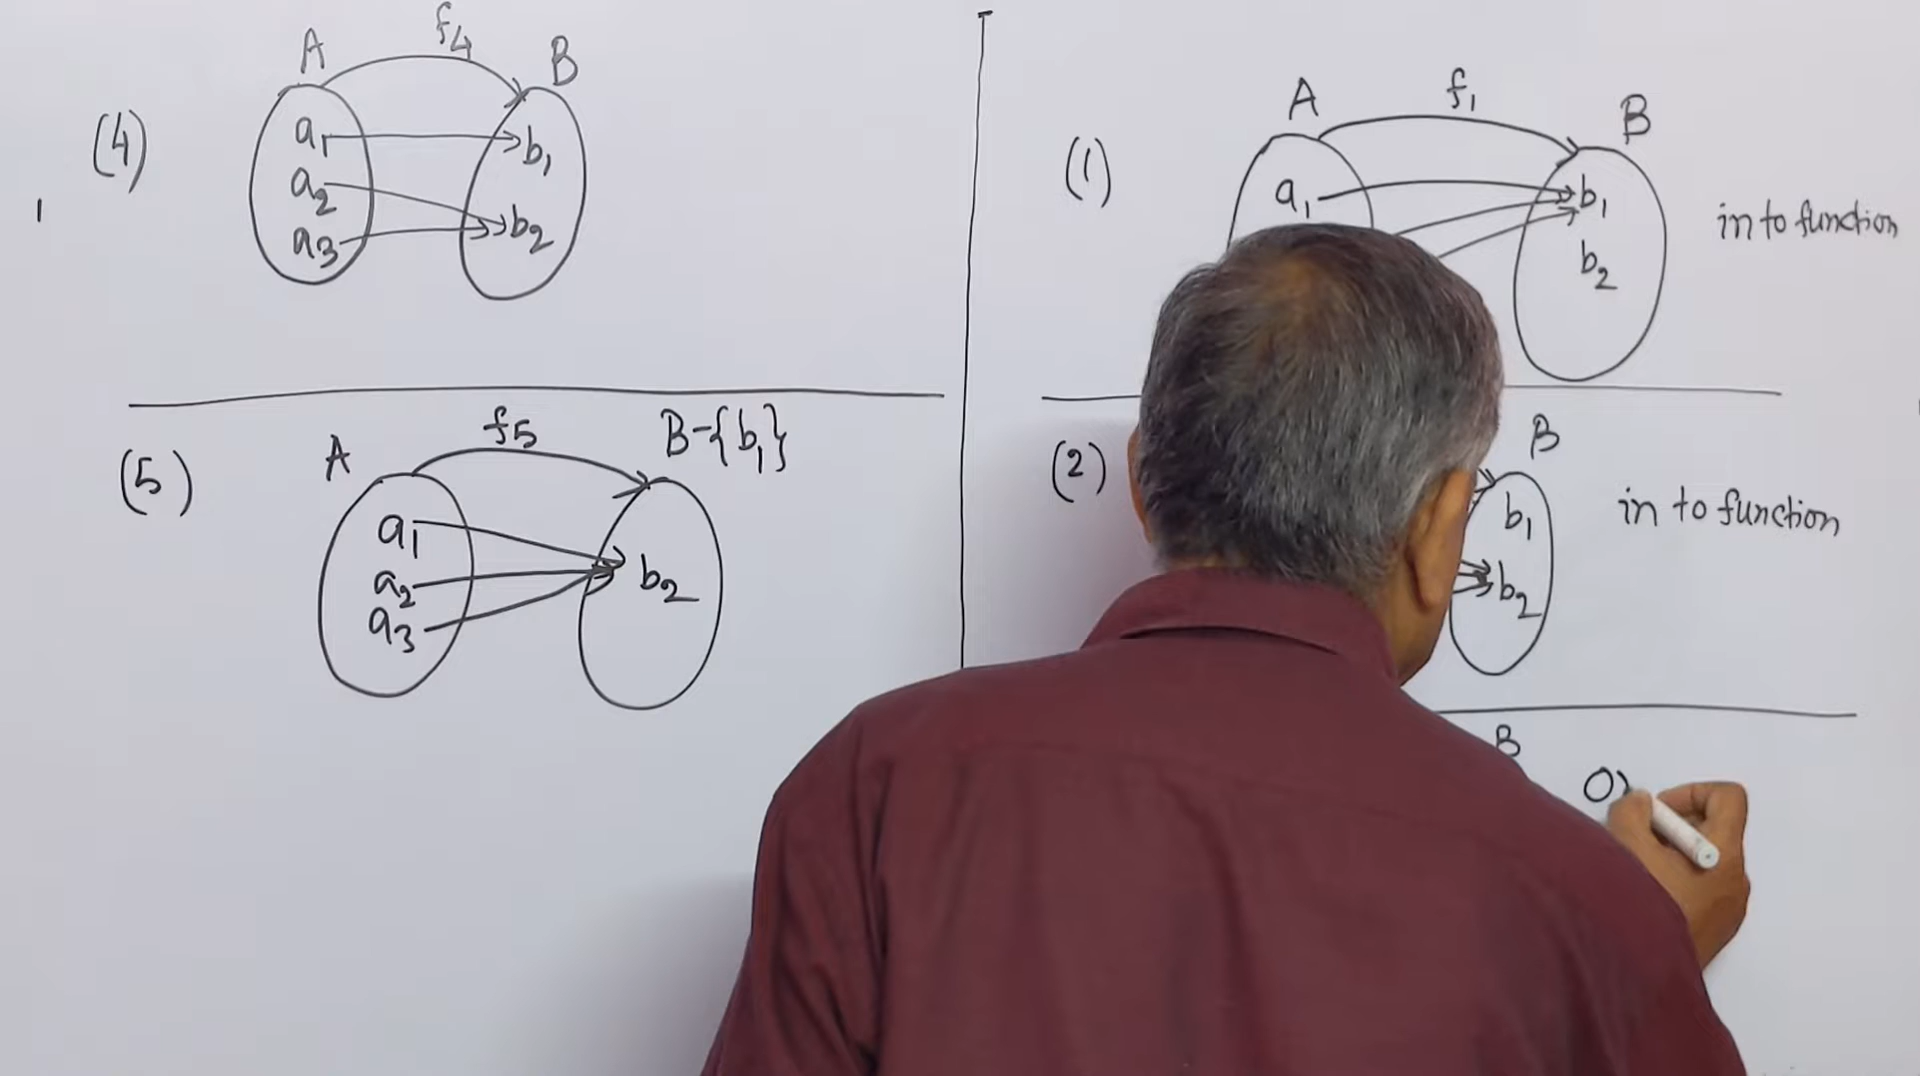 (4)
A f₄ B
a₁ b₁
a₂ b₂
a₃
(5)
A f₅ B-{b₁}
a₁
a₂ b₂
a₃
(1)
A f₁ B
a₁ b₁ in to function
b₂
(2)
B
b₁ in to function
b₂
B